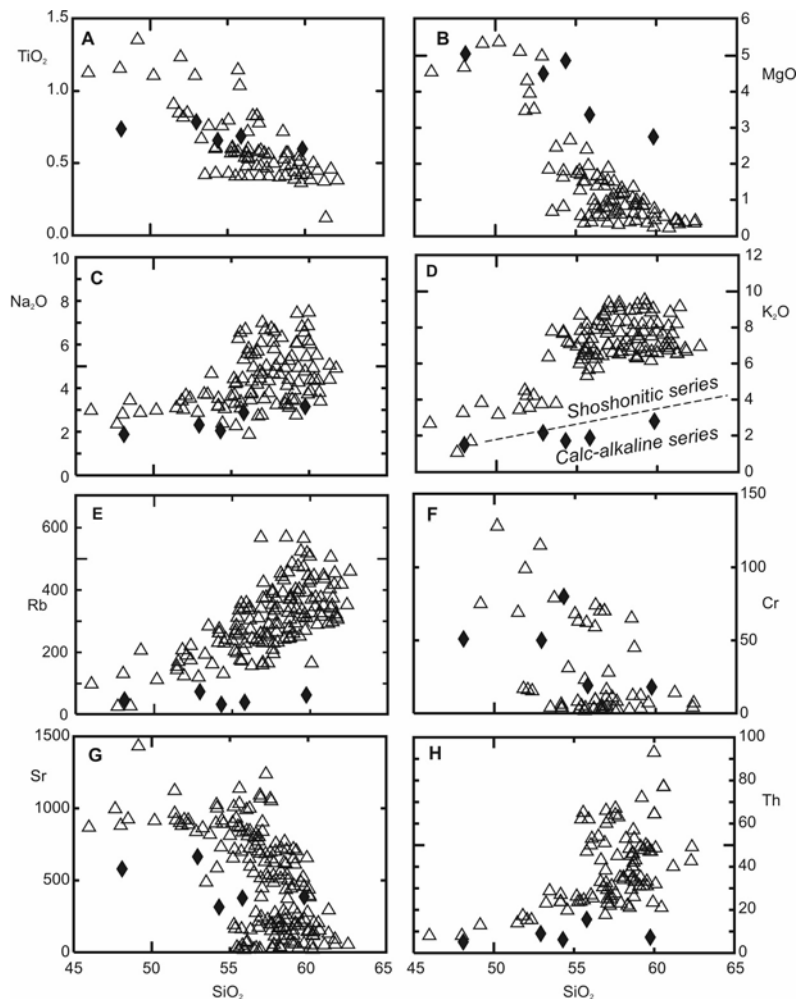 A
TiO2
1.5
1.0
0.5
0.0
B
MgO
6
5
4
3
2
1
0
C
Na2O
10
8
6
4
2
0
D
K2O
12
10
8
6
4
2
0
Shoshonitic series
Calc-alkaline series
E
Rb
600
400
200
0
F
Cr
150
100
50
0
G
Sr
1500
1000
500
0
45 50 55 60 65
SiO2
H
Th
100
80
60
40
20
0
45 50 55 60 65
SiO2